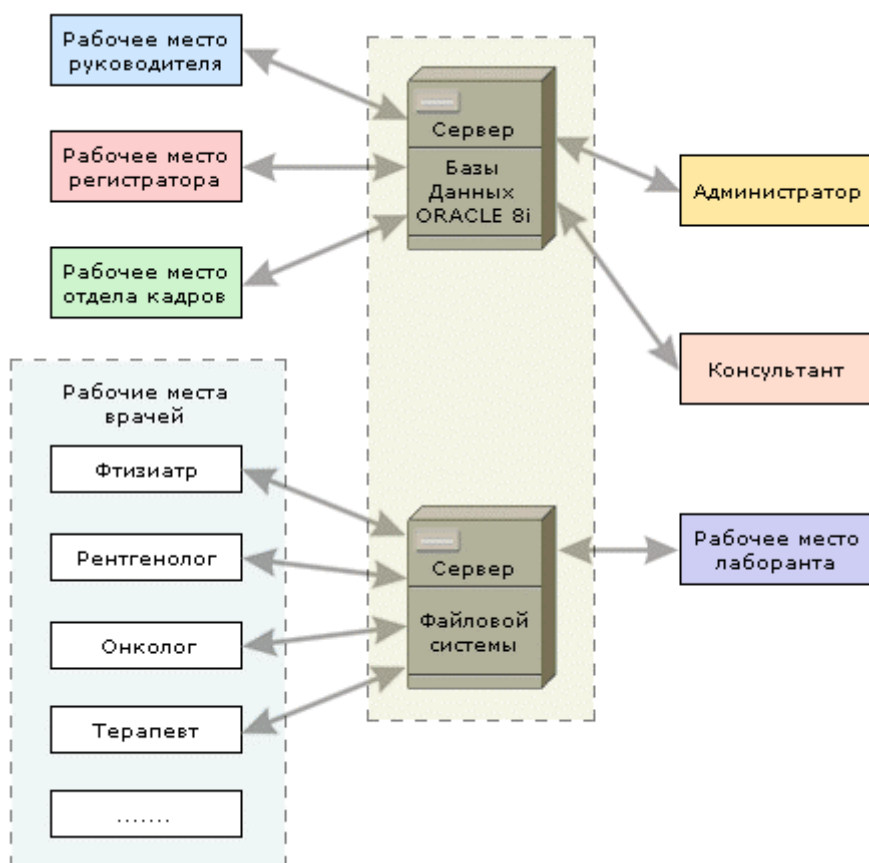 Рабочее место
руководителя
Рабочее место
регистратора
Рабочее место
отдела кадров
Сервер
Базы
Данных
ORACLE 8i
Администратор
Консультант
Рабочие места
врачей
Фтизиатр
Рентгенолог
Онколог
Терапевт
.......
Сервер
Файловой
системы
Рабочее место
лаборанта